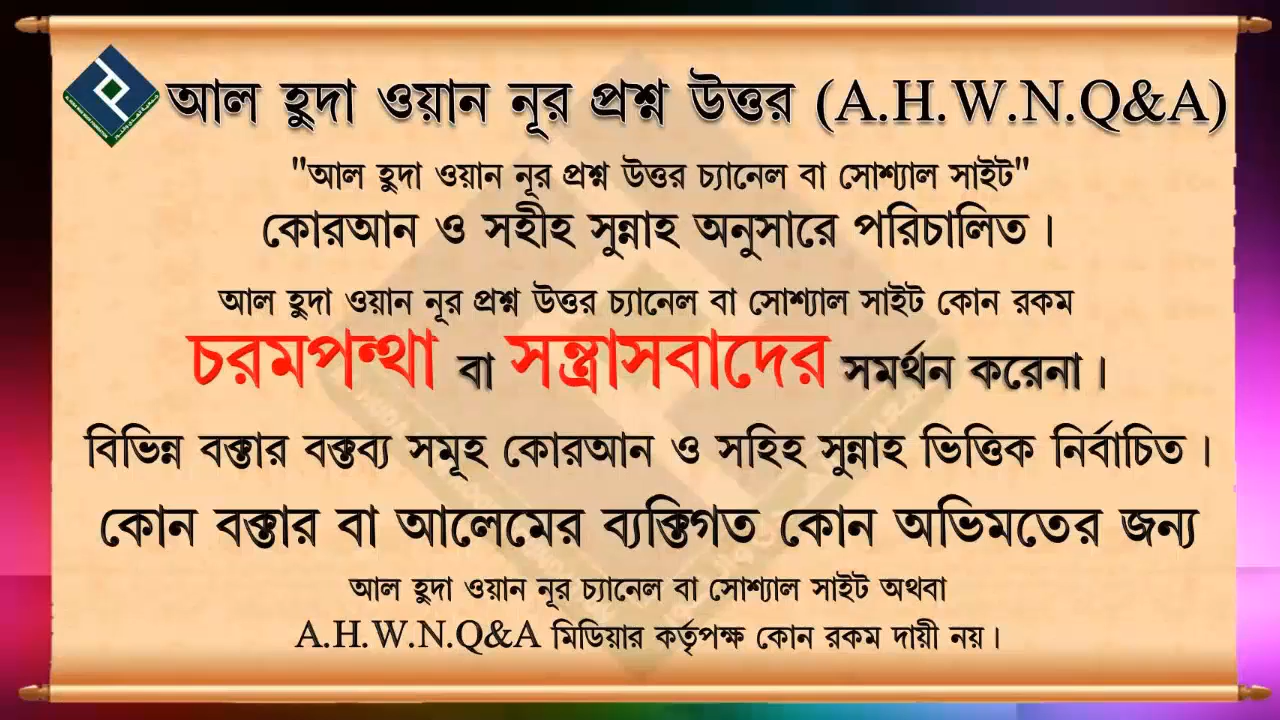 আল হুদা ওয়ান নূর প্রশ্ন উত্তর (A.H.W.N.Q&A)
"আল হুদা ওয়ান নূর প্রশ্ন উত্তর চ্যানেল বা সোশ্যাল সাইট"
কোরআন ও সহীহ সুন্নাহ অনুসারে পরিচালিত।
আল হুদা ওয়ান নূর প্রশ্ন উত্তর চ্যানেল বা সোশ্যাল সাইট কোন রকম
চরমপন্থা বা সন্ত্রাসবাদের সমর্থন করেনা।
বিভিন্ন বক্তার বক্তব্য সমূহ কোরআন ও সহিহ সুন্নাহ ভিত্তিক নির্বাচিত।
কোন বক্তার বা আলেমের ব্যক্তিগত কোন অভিমতের জন্য
আল হুদা ওয়ান নূর চ্যানেল বা সোশ্যাল সাইট অথবা
A.H.W.N.Q&A মিডিয়ার কর্তৃপক্ষ কোন রকম দায়ী নয়।